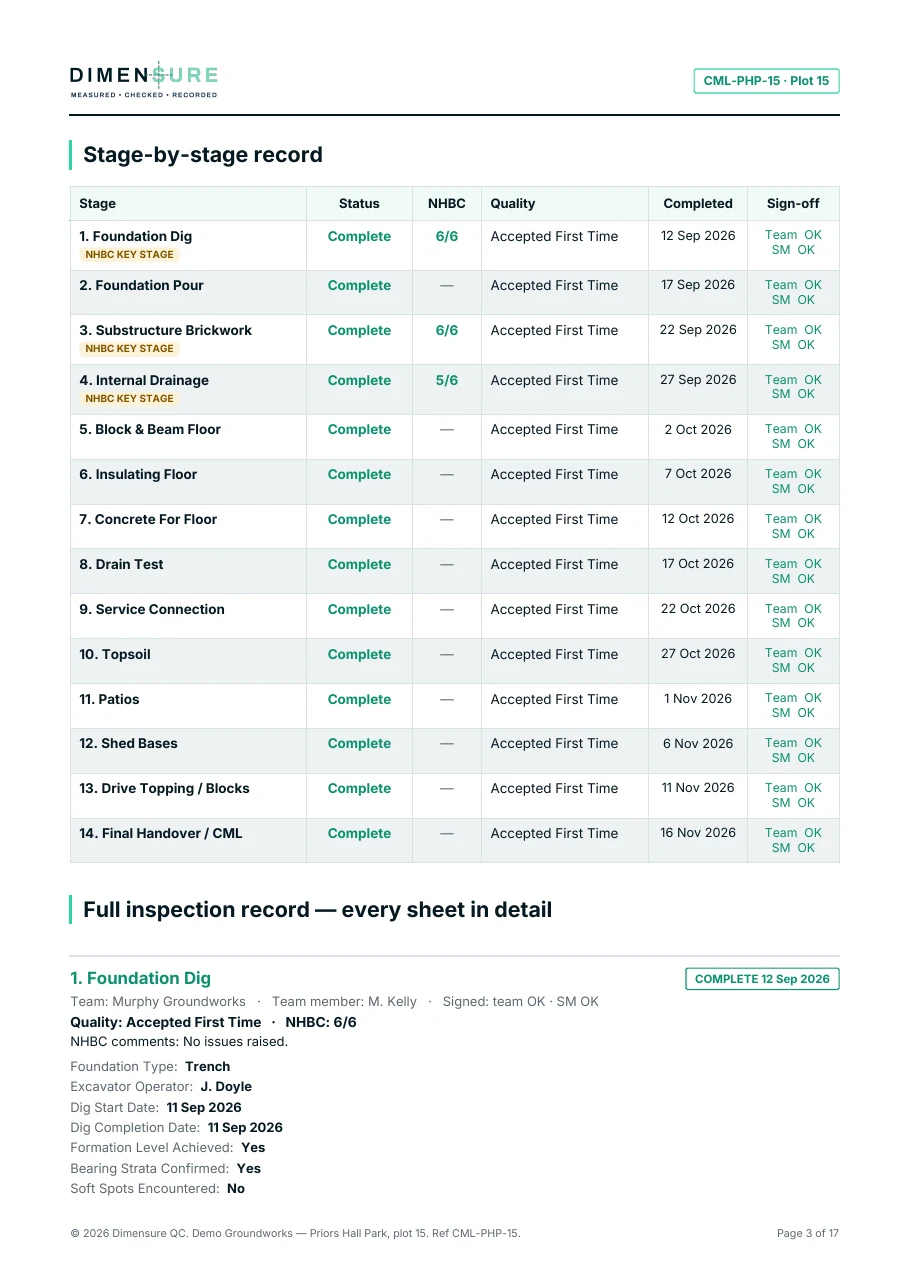 DIMENSURE
MEASURED • CHECKED • RECORDED
CML-PHP-15 · Plot 15
Stage-by-stage record
Stage Status NHBC Quality Completed Sign-off
1. Foundation Dig Complete 6/6 Accepted First Time 12 Sep 2026 Team OK
NHBC KEY STAGE SM OK
2. Foundation Pour Complete — Accepted First Time 17 Sep 2026 Team OK
SM OK
3. Substructure Brickwork Complete 6/6 Accepted First Time 22 Sep 2026 Team OK
NHBC KEY STAGE SM OK
4. Internal Drainage Complete 5/6 Accepted First Time 27 Sep 2026 Team OK
NHBC KEY STAGE SM OK
5. Block & Beam Floor Complete — Accepted First Time 2 Oct 2026 Team OK
SM OK
6. Insulating Floor Complete — Accepted First Time 7 Oct 2026 Team OK
SM OK
7. Concrete For Floor Complete — Accepted First Time 12 Oct 2026 Team OK
SM OK
8. Drain Test Complete — Accepted First Time 17 Oct 2026 Team OK
SM OK
9. Service Connection Complete — Accepted First Time 22 Oct 2026 Team OK
SM OK
10. Topsoil Complete — Accepted First Time 27 Oct 2026 Team OK
SM OK
11. Patios Complete — Accepted First Time 1 Nov 2026 Team OK
SM OK
12. Shed Bases Complete — Accepted First Time 6 Nov 2026 Team OK
SM OK
13. Drive Topping / Blocks Complete — Accepted First Time 11 Nov 2026 Team OK
SM OK
14. Final Handover / CML Complete — Accepted First Time 16 Nov 2026 Team OK
SM OK
Full inspection record — every sheet in detail
1. Foundation Dig COMPLETE 12 Sep 2026
Team: Murphy Groundworks · Team member: M. Kelly · Signed: team OK · SM OK
Quality: Accepted First Time · NHBC: 6/6
NHBC comments: No issues raised.
Foundation Type: Trench
Excavator Operator: J. Doyle
Dig Start Date: 11 Sep 2026
Dig Completion Date: 11 Sep 2026
Formation Level Achieved: Yes
Bearing Strata Confirmed: Yes
Soft Spots Encountered: No
© 2026 Dimensure QC. Demo Groundworks — Priors Hall Park, plot 15. Ref CML-PHP-15. Page 3 of 17